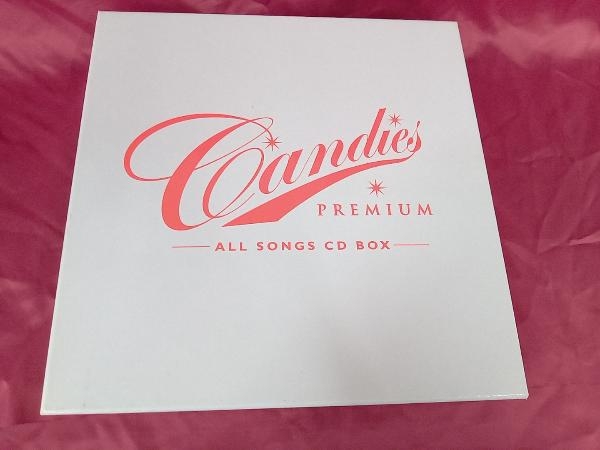 Candies
PREMIUM
ALL SONGS CD BOX